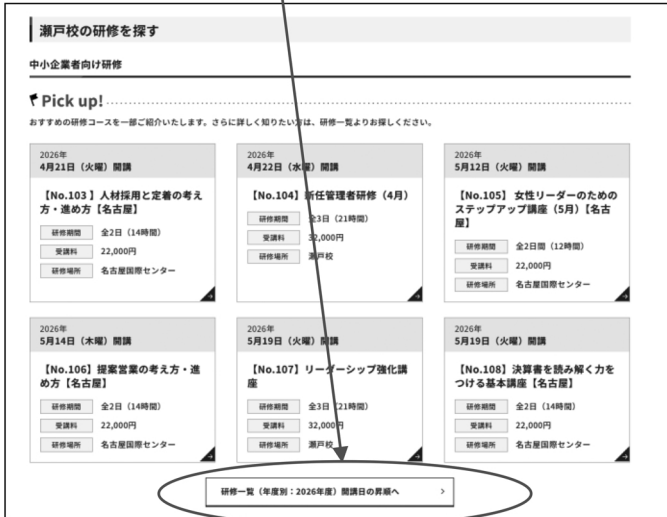 瀬戸校の研修を探す
中小企業者向け研修
Pick up!
おすすめの研修コースを一部ご紹介いたします。さらに詳しく知りたい方は、研修一覧よりお探しください。
2026年
4月21日（火曜）開講
【No.103 】人材採用と定着の考え
方・進め方【名古屋】
研修期間 全2日（14時間）
受講料 22,000円
研修場所 名古屋国際センター
2026年
4月22日（水曜）開講
【No.104】新任管理者研修（4月）
研修期間 全3日（21時間）
受講料 32,000円
研修場所 瀬戸校
2026年
5月12日（火曜）開講
【No.105】 女性リーダーのための
ステップアップ講座（5月）【名古
屋】
研修期間 全2日間（12時間）
受講料 22,000円
研修場所 名古屋国際センター
2026年
5月14日（木曜）開講
【No.106】提案営業の考え方・進
め方【名古屋】
研修期間 全2日（14時間）
受講料 22,000円
研修場所 名古屋国際センター
2026年
5月19日（火曜）開講
【No.107】リーダーシップ強化講
座
研修期間 全3日（21時間）
受講料 32,000円
研修場所 瀬戸校
2026年
5月19日（火曜）開講
【No.108】決算書を読み解く力を
つける基本講座【名古屋】
研修期間 全2日（14時間）
受講料 22,000円
研修場所 名古屋国際センター
研修一覧（年度別：2026年度）開講日の昇順へ